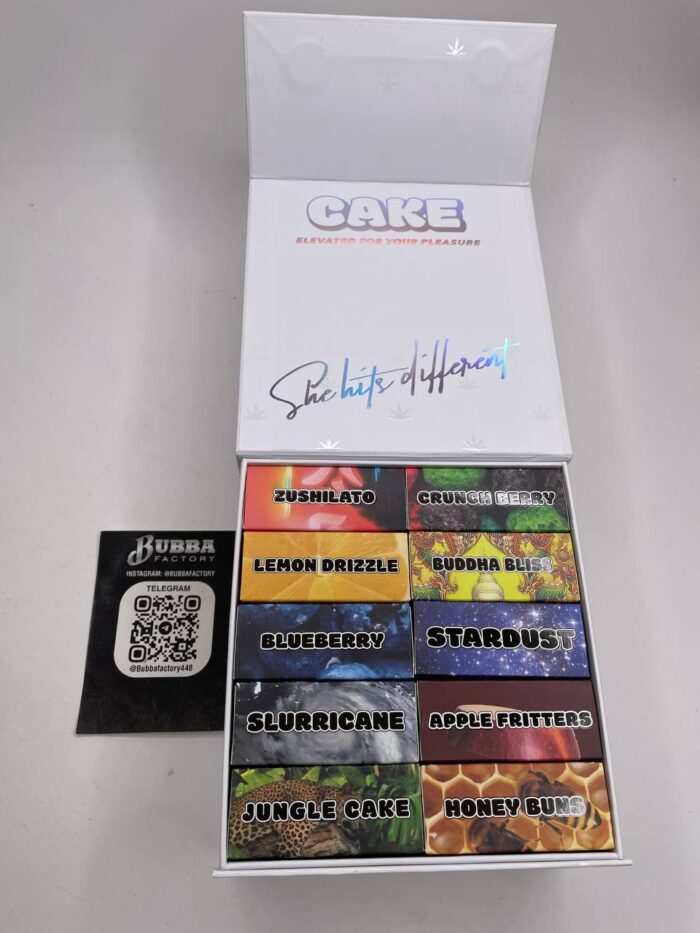 CAKE
ELEVATED FOR YOUR PLEASURE
She hits different
ZUSHILATO
CRUNCH BERRY
LEMON DRIZZLE
BUDDHA BLISS
BLUEBERRY
STARDUST
SLURRICANE
APPLE FRITTERS
JUNGLE CAKE
HONEY BUNS
BUBBA
FACTORY
INSTAGRAM: @BUBBAFACTORY
TELEGRAM
@Bubbafactory448